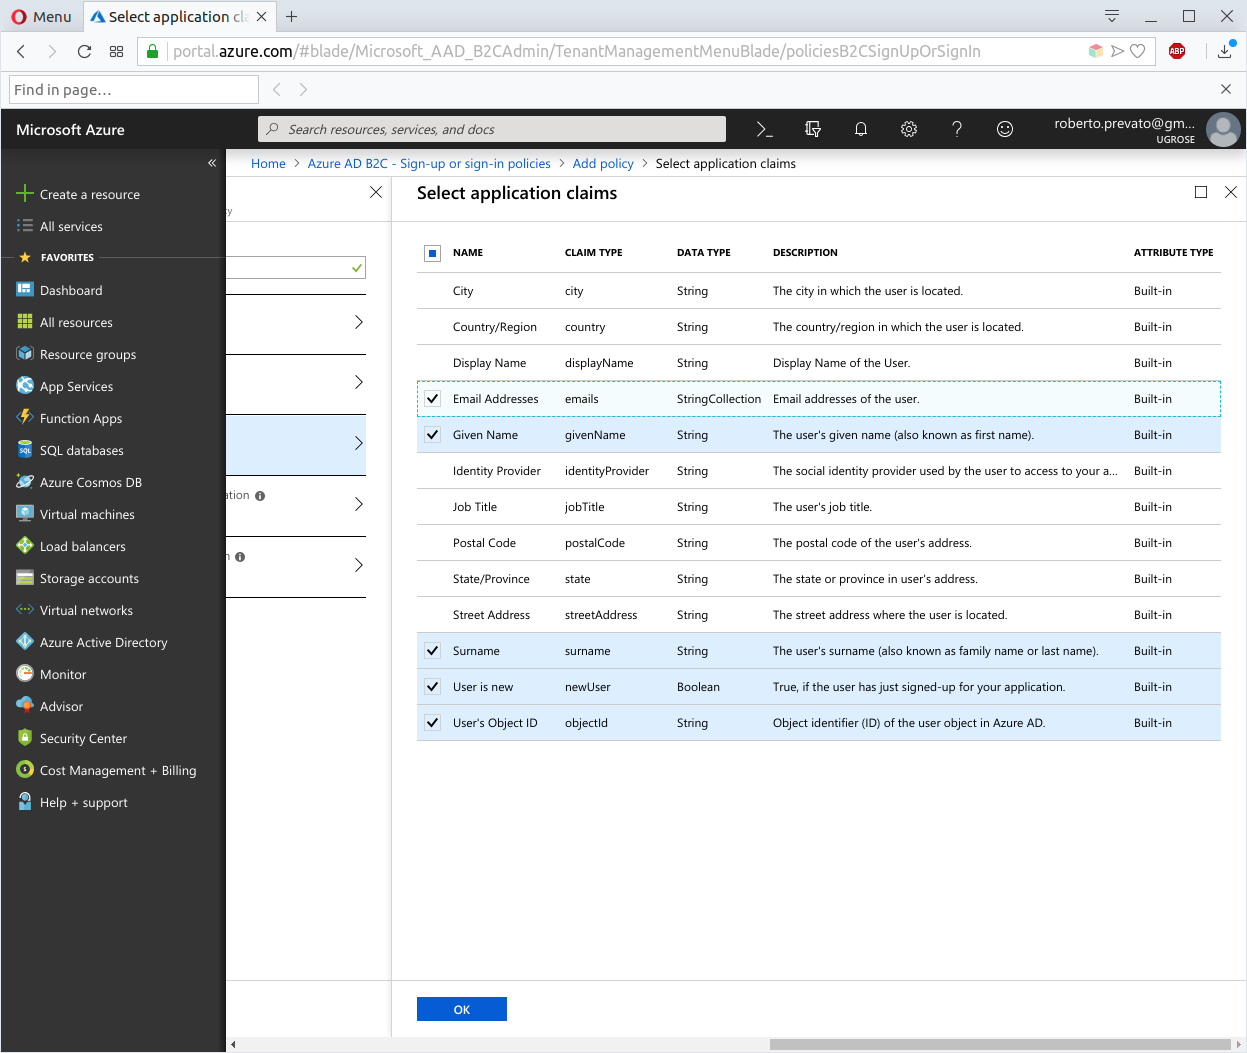 Menu
Select application cl
Find in page...
portal.azure.com/#blade/Microsoft_AAD_B2CAdmin/TenantManagementMenuBlade/policiesB2CSignUpOrSignIn
ABP
Microsoft Azure
Search resources, services, and docs
roberto.prevato@gm...
UGROSE
Create a resource
All services
FAVORITES
Dashboard
All resources
Resource groups
App Services
Function Apps
SQL databases
Azure Cosmos DB
Virtual machines
Load balancers
Storage accounts
Virtual networks
Azure Active Directory
Monitor
Advisor
Security Center
Cost Management + Billing
Help + support
Home > Azure AD B2C - Sign-up or sign-in policies > Add policy > Select application claims
Select application claims
NAME CLAIM TYPE DATA TYPE DESCRIPTION ATTRIBUTE TYPE
City city String The city in which the user is located. Built-in
Country/Region country String The country/region in which the user is located. Built-in
Display Name displayName String Display Name of the User. Built-in
Email Addresses emails StringCollection Email addresses of the user. Built-in
Given Name givenName String The user's given name (also known as first name). Built-in
Identity Provider identityProvider String The social identity provider used by the user to access to your a... Built-in
Job Title jobTitle String The user's job title. Built-in
Postal Code postalCode String The postal code of the user's address. Built-in
State/Province state String The state or province in user's address. Built-in
Street Address streetAddress String The street address where the user is located. Built-in
Surname surname String The user's surname (also known as family name or last name). Built-in
User is new newUser Boolean True, if the user has just signed-up for your application. Built-in
User's Object ID objectId String Object identifier (ID) of the user object in Azure AD. Built-in
OK